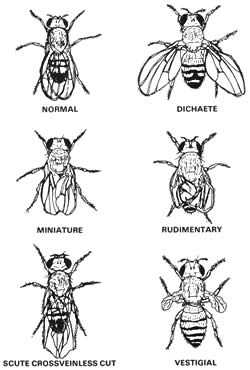 NORMAL
DICHAETE
MINIATURE
RUDIMENTARY
SCUTE CROSSVEINLESS CUT
VESTIGIAL